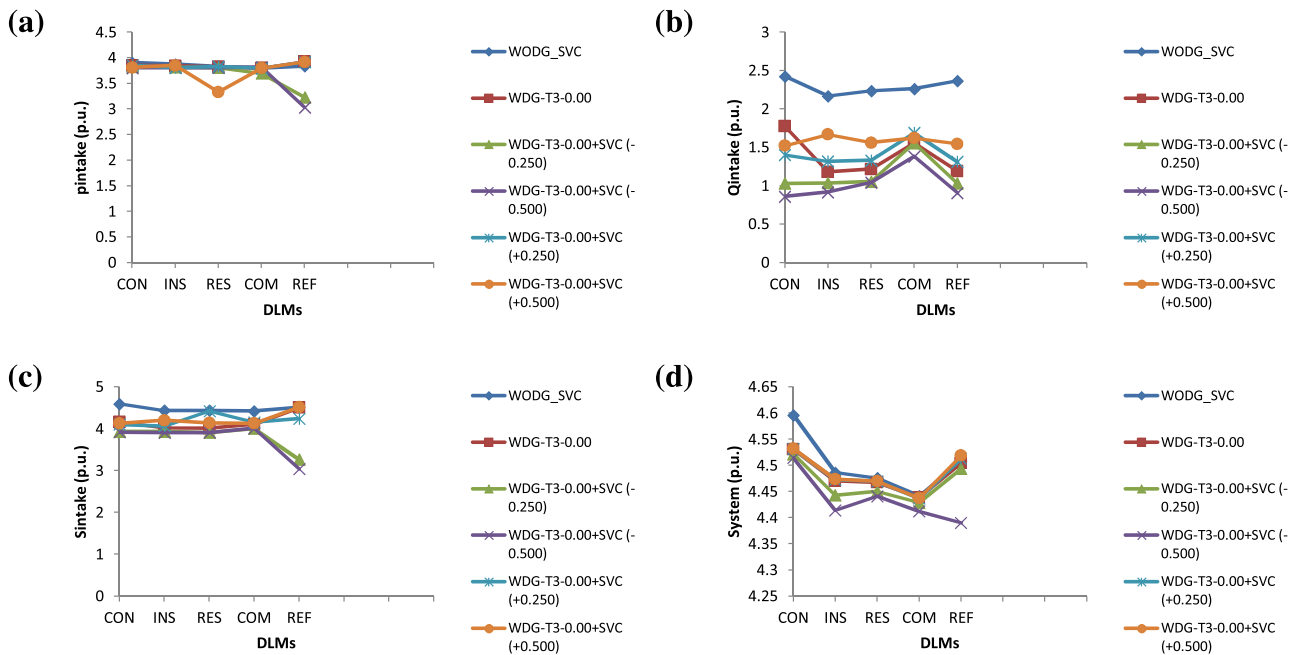 (a)
4.5
4
3.5
3
2.5
2
1.5
1
0.5
0
pintake (p.u.)
CON INS RES COM REF
DLMs
WODG_SVC
WDG-T3-0.00
WDG-T3-0.00+SVC (-
0.250)
WDG-T3-0.00+SVC (-
0.500)
WDG-T3-0.00+SVC
(+0.250)
WDG-T3-0.00+SVC
(+0.500)
(b)
3
2.5
2
1.5
1
0.5
0
Qintake (p.u.)
CON INS RES COM REF
DLMs
WODG_SVC
WDG-T3-0.00
WDG-T3-0.00+SVC (-
0.250)
WDG-T3-0.00+SVC (-
0.500)
WDG-T3-0.00+SVC
(+0.250)
WDG-T3-0.00+SVC
(+0.500)
(c)
5
4
3
2
1
0
Sintake (p.u.)
CON INS RES COM REF
DLMs
WODG_SVC
WDG-T3-0.00
WDG-T3-0.00+SVC (-
0.250)
WDG-T3-0.00+SVC (-
0.500)
WDG-T3-0.00+SVC
(+0.250)
WDG-T3-0.00+SVC
(+0.500)
(d)
4.65
4.6
4.55
4.5
4.45
4.4
4.35
4.3
4.25
System (p.u.)
CON INS RES COM REF
DLMs
WODG_SVC
WDG-T3-0.00
WDG-T3-0.00+SVC (-
0.250)
WDG-T3-0.00+SVC (-
0.500)
WDG-T3-0.00+SVC
(+0.250)
WDG-T3-0.00+SVC
(+0.500)